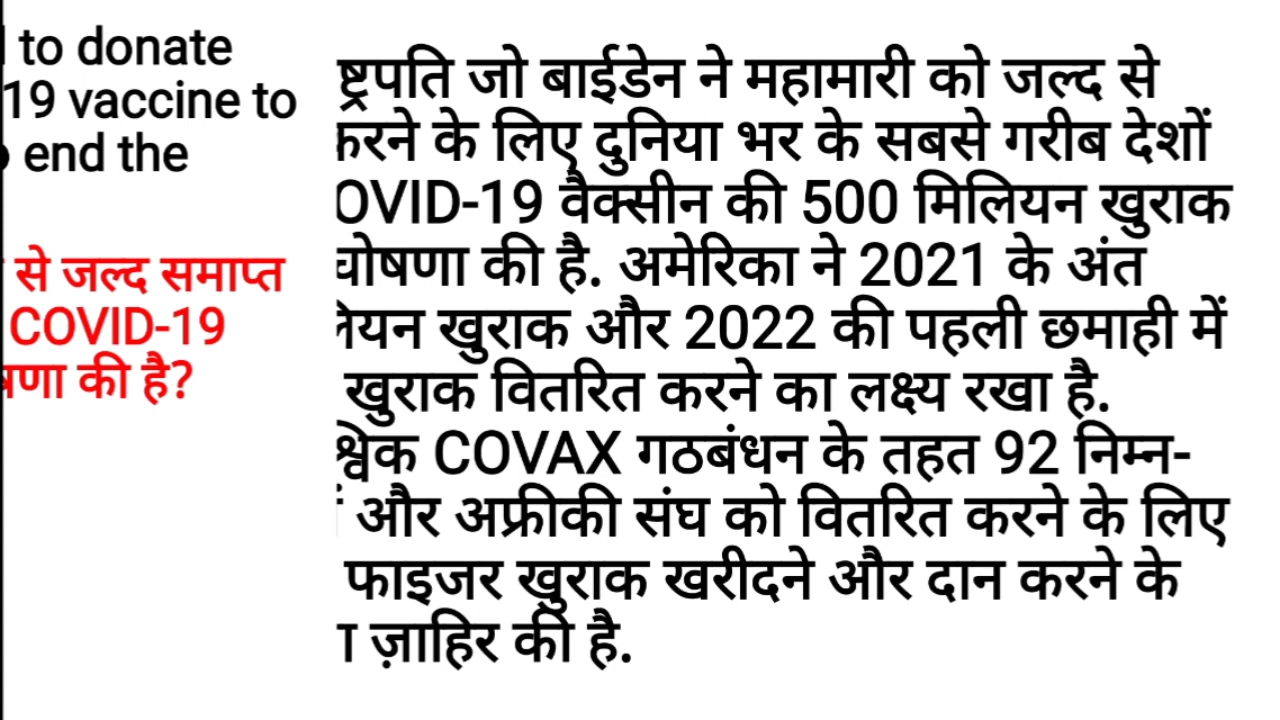 to donate
19 vaccine to
end the
से जल्द समाप्त
COVID-19
की है?
जो बाईडेन ने महामारी को जल्द से
करने के लिए दुनिया भर के सबसे गरीब देशों
OVID-19 वैक्सीन की 500 मिलियन खुराक
घोषणा की है. अमेरिका ने 2021 के अंत
खुराक और 2022 की पहली छमाही में
खुराक वितरित करने का लक्ष्य रखा है.
COVAX गठबंधन के तहत 92 निम्न-
और अफ्रीकी संघ को वितरित करने के लिए
फाइजर खुराक खरीदने और दान करने के
ज़ाहिर की है.